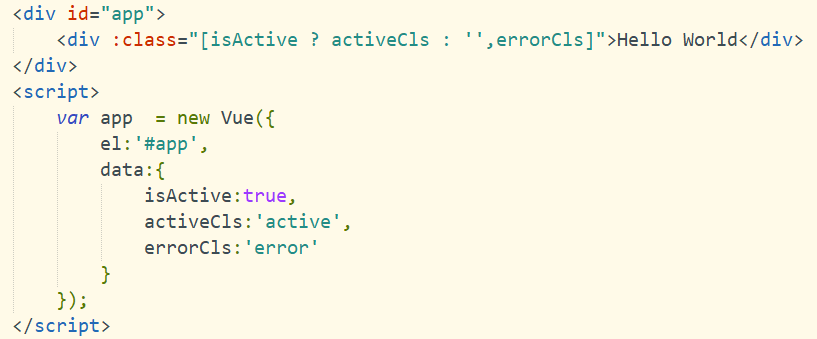 <div id="app">
    <div :class="[isActive ? activeCls : '',errorCls]">Hello World</div>
</div>
<script>
    var app  = new Vue({
        el:'#app',
        data:{
            isActive:true,
            activeCls:'active',
            errorCls:'error'
        }
    });
</script>